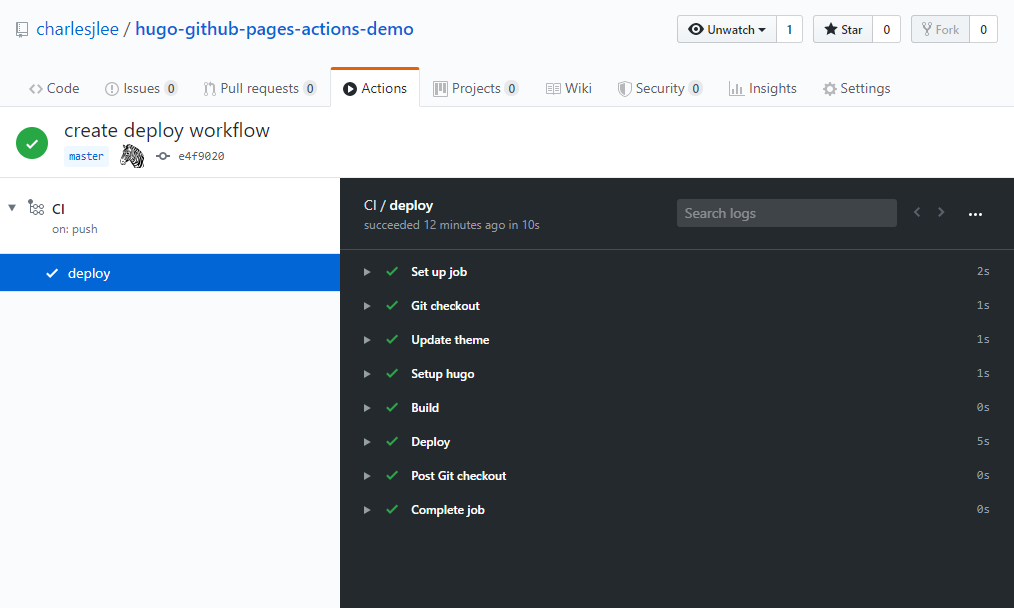 charlesjlee / hugo-github-pages-actions-demo
Unwatch 1 Star 0 Fork 0
Code Issues 0 Pull requests 0 Actions Projects 0 Wiki Security 0 Insights Settings
create deploy workflow
master e4f9020
CI
on: push
deploy
CI / deploy
succeeded 12 minutes ago in 10s
Search logs
Set up job 2s
Git checkout 1s
Update theme 1s
Setup hugo 1s
Build 0s
Deploy 5s
Post Git checkout 0s
Complete job 0s